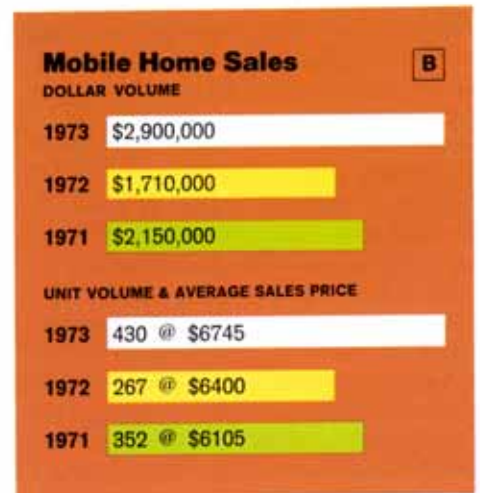 Mobile Home Sales B
DOLLAR VOLUME
1973 $2,900,000
1972 $1,710,000
1971 $2,150,000
UNIT VOLUME & AVERAGE SALES PRICE
1973 430 @ $6745
1972 267 @ $6400
1971 352 @ $6105